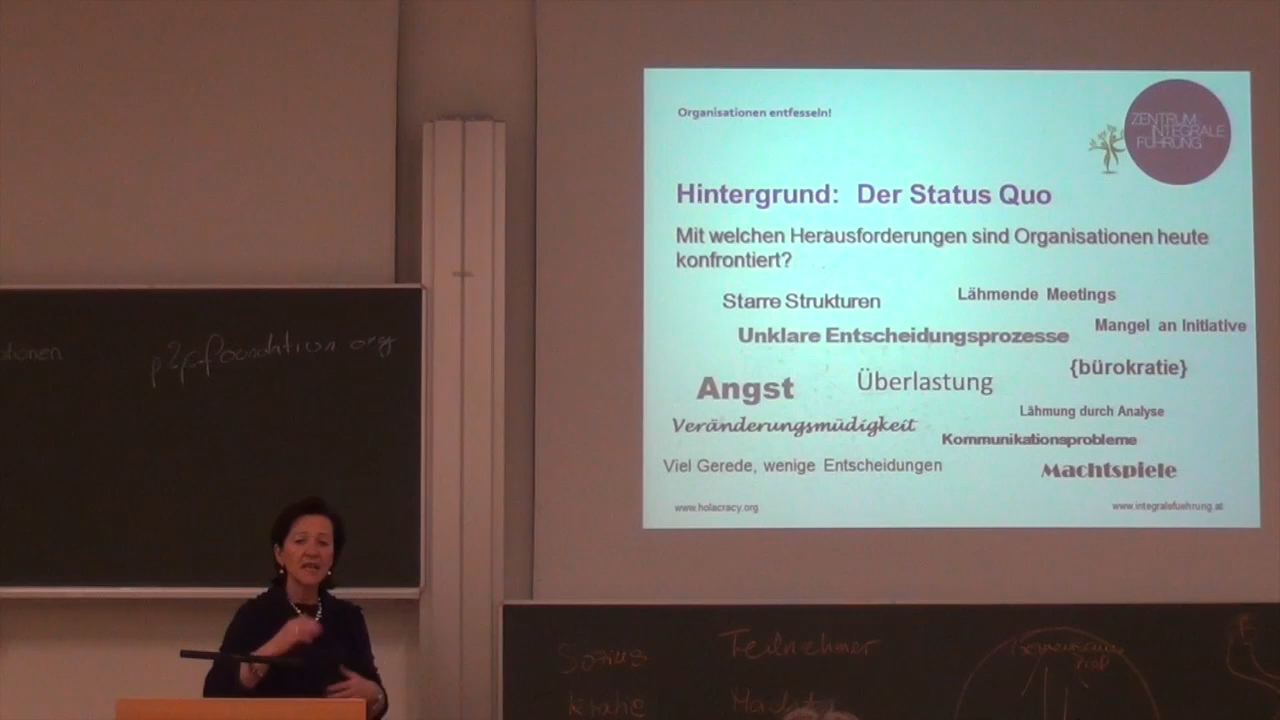 Organisationen entfesseln!
ZENTRUM
INTEGRALE
FÜHRUNG
Hintergrund: Der Status Quo
Mit welchen Herausforderungen sind Organisationen heute
konfrontiert?
Starre Strukturen
Lähmende Meetings
Unklare Entscheidungsprozesse
Mangel an Initiative
{bürokratie}
Angst
Überlastung
Lähmung durch Analyse
Veränderungsmüdigkeit
Kommunikationsprobleme
Viel Gerede, wenige Entscheidungen
Machtspiele
www.holacracy.org
www.integralefuehrung.at
p2pfoundation.org
Teilnehmer